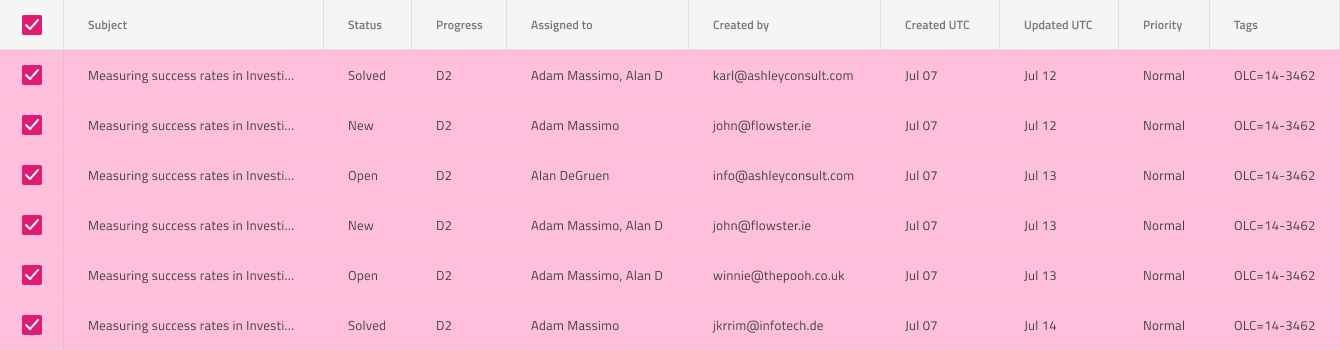 Subject Status Progress Assigned to Created by Created UTC Updated UTC Priority Tags
Measuring success rates in Investi... Solved D2 Adam Massimo, Alan D karl@ashleyconsult.com Jul 07 Jul 12 Normal OLC=14-3462
Measuring success rates in Investi... New D2 Adam Massimo john@flowster.ie Jul 07 Jul 12 Normal OLC=14-3462
Measuring success rates in Investi... Open D2 Alan DeGruen info@ashleyconsult.com Jul 07 Jul 13 Normal OLC=14-3462
Measuring success rates in Investi... New D2 Adam Massimo, Alan D john@flowster.ie Jul 07 Jul 13 Normal OLC=14-3462
Measuring success rates in Investi... Open D2 Adam Massimo, Alan D winnie@thepooh.co.uk Jul 07 Jul 13 Normal OLC=14-3462
Measuring success rates in Investi... Solved D2 Adam Massimo jkrrim@infotech.de Jul 07 Jul 14 Normal OLC=14-3462